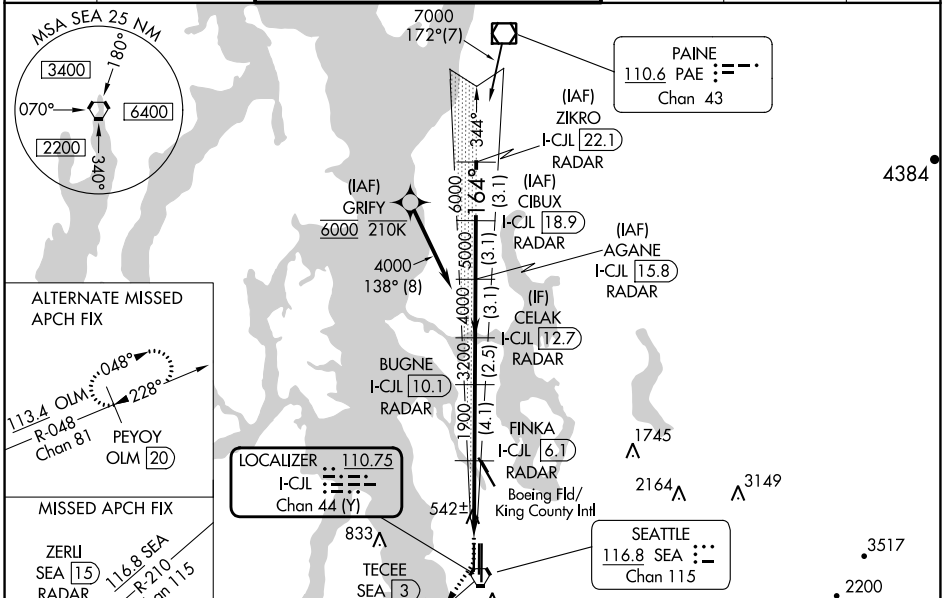 MSA SEA 25 NM
180°
3400
070°
6400
2200
340°
7000
172°(7)
PAINE
110.6 PAE
Chan 43
344°
(IAF)
ZIKRO
I-CJL 22.1
RADAR
4384
164°
6000
(3.1)
(IAF)
GRIFY
6000 210K
(IAF)
CIBUX
I-CJL 18.9
RADAR
5000
(3.1)
(IAF)
AGANE
I-CJL 15.8
RADAR
4000
138° (8)
4000
(3.1)
(IF)
CELAK
I-CJL 12.7
RADAR
ALTERNATE MISSED
APCH FIX
048°
228°
113.4 OLM
R-048
Chan 81
PEYOY
OLM 20
3200
(2.5)
BUGNE
I-CJL 10.1
RADAR
1900
(4.1)
FINKA
I-CJL 6.1
RADAR
1745
LOCALIZER 110.75
I-CJL
Chan 44 (Y)
Boeing Fld/
King County Intl
2164
3149
542±
833
MISSED APCH FIX
ZERLI
SEA 15
RADAR
116.8 SEA
R-210
an 115
TECEE
SEA 3
SEATTLE
116.8 SEA
Chan 115
3517
2200